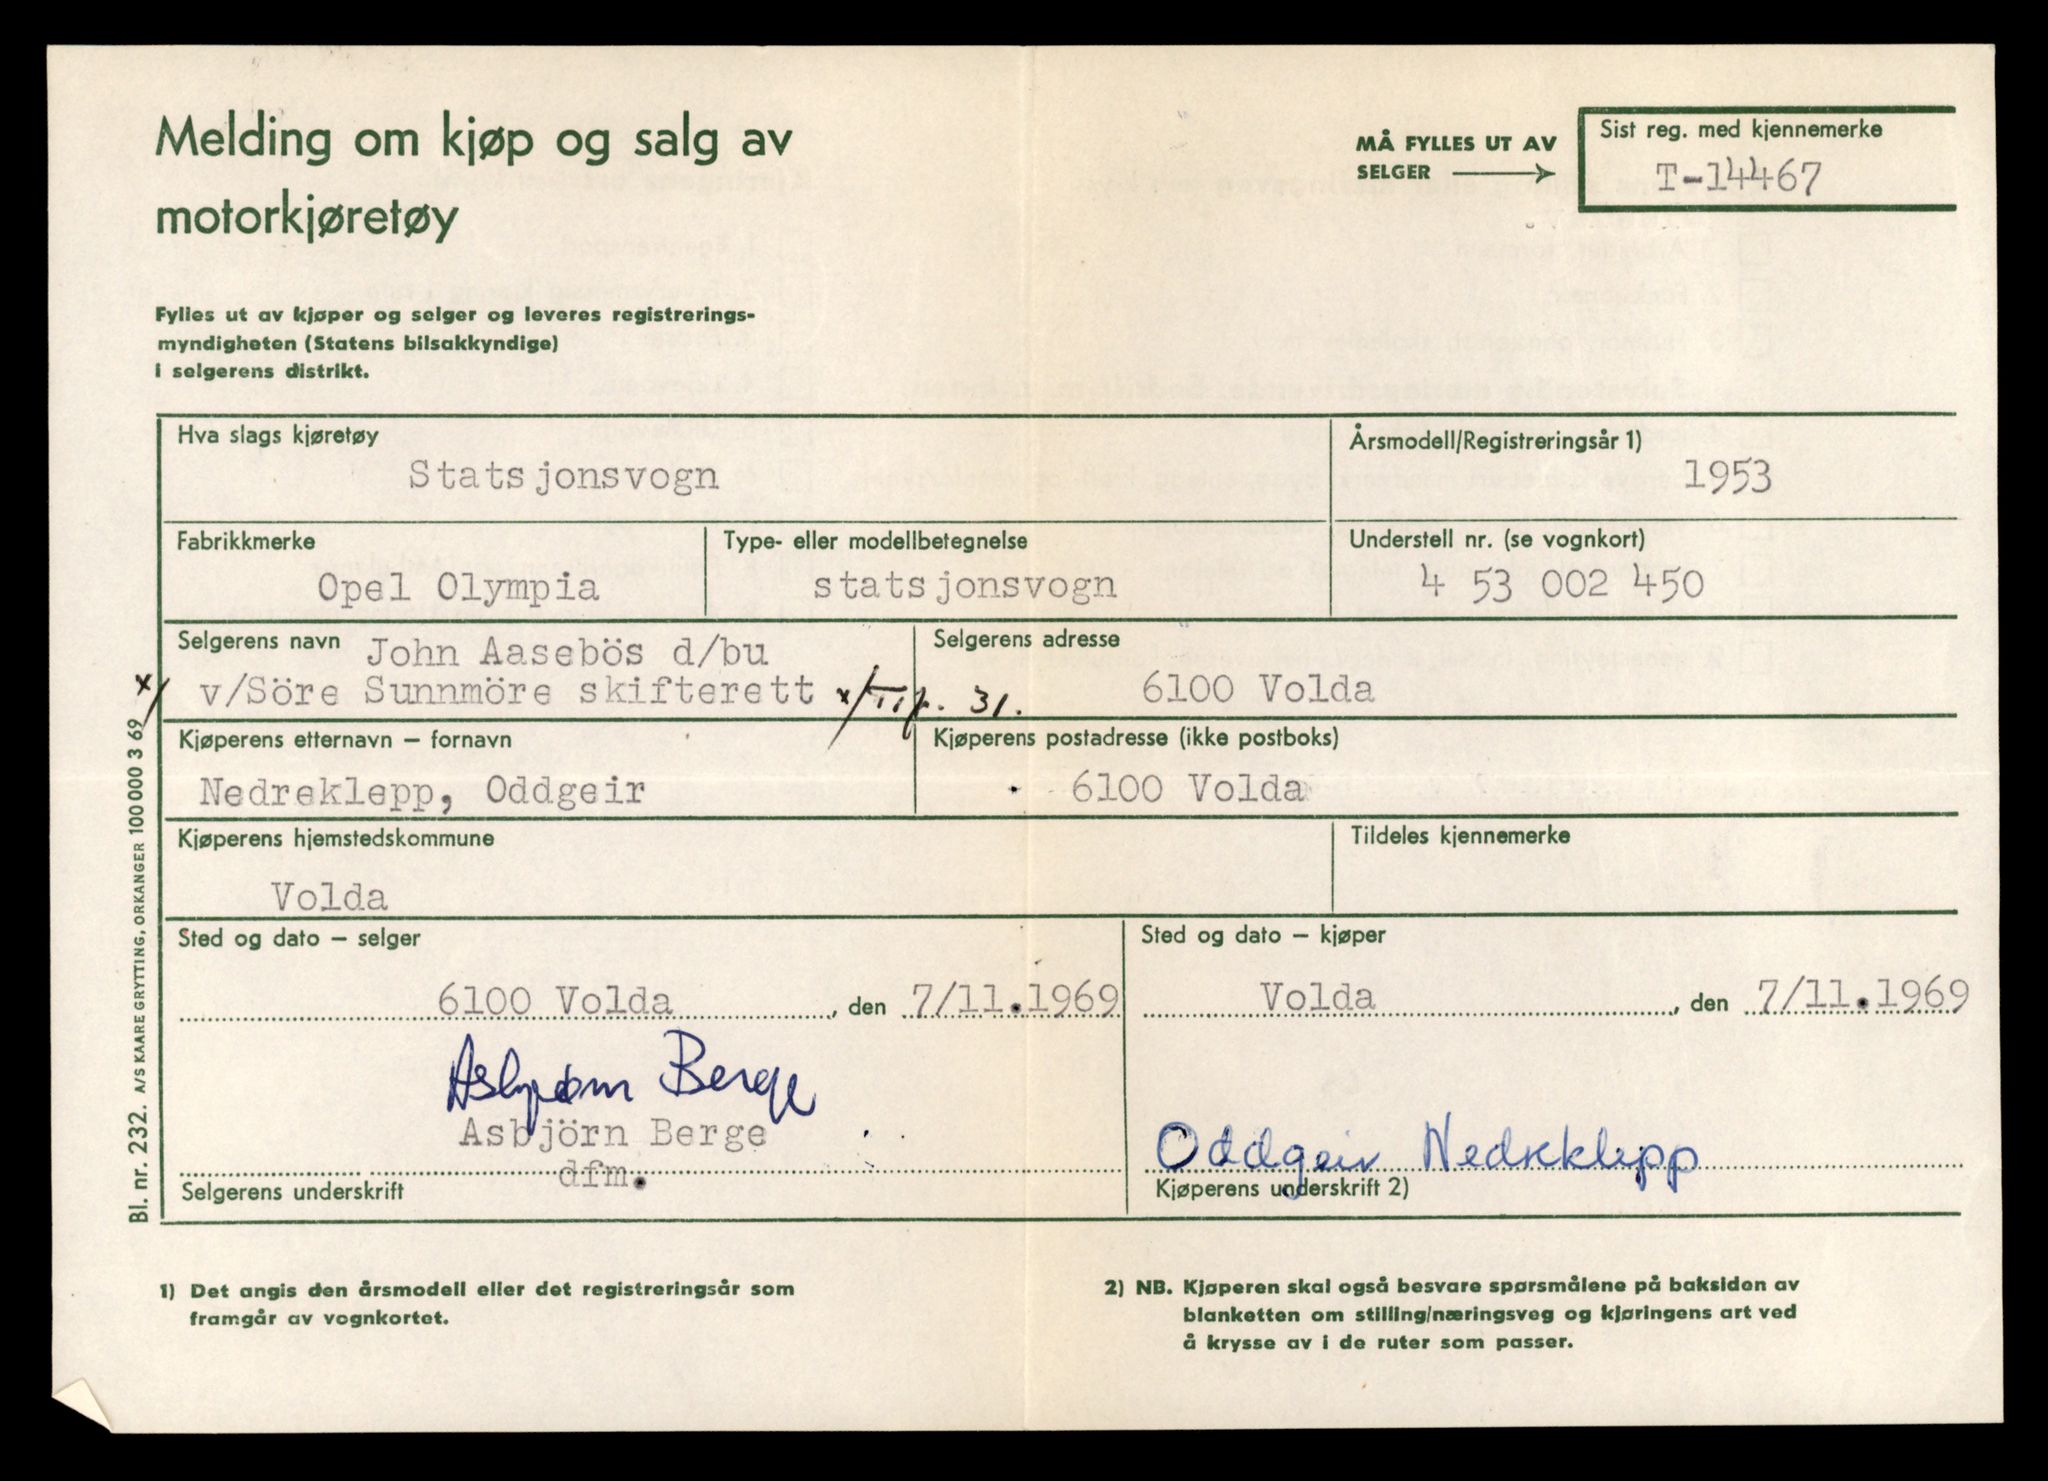 Melding om kjøp og salg av
motorkjøretøy
MÅ FYLLES UT AV
SELGER
Sist reg. med kjennemerke
T-14467
Fylles ut av kjøper og selger og leveres registrerings-
myndigheten (Statens bilsakkyndige)
i selgerens distrikt.
Hva slags kjøretøy
Statsjonsvogn
Årsmodell/Registreringsår 1)
1953
Fabrikkmerke
Opel Olympia
Type- eller modellbetegnelse
statsjonsvogn
Understell nr. (se vognkort)
4 53 002 450
Selgerens navn John Aasebös d/bu
x/ v/Söre Sunnmöre skifterett x/Tlf. 31.
Selgerens adresse
6100 Volda
Kjøperens etternavn – fornavn
Nedreklepp, Oddgeir
Kjøperens postadresse (ikke postboks)
6100 Volda
Kjøperens hjemstedskommune
Volda
Tildeles kjennemerke
Sted og dato – selger
6100 Volda, den 7/11.1969
Asbjørn Berge
Asbjörn Berge
dfm.
Selgerens underskrift
Sted og dato – kjøper
Volda, den 7/11.1969
Oddgeir Nedreklepp
Kjøperens underskrift 2)
Bl. nr. 232. A/S KAARE GRYTTING, ORKANGER 100 000 3 69
1) Det angis den årsmodell eller det registreringsår som
framgår av vognkortet.
2) NB. Kjøperen skal også besvare spørsmålene på baksiden av
blanketten om stilling/næringsveg og kjøringens art ved
å krysse av i de ruter som passer.